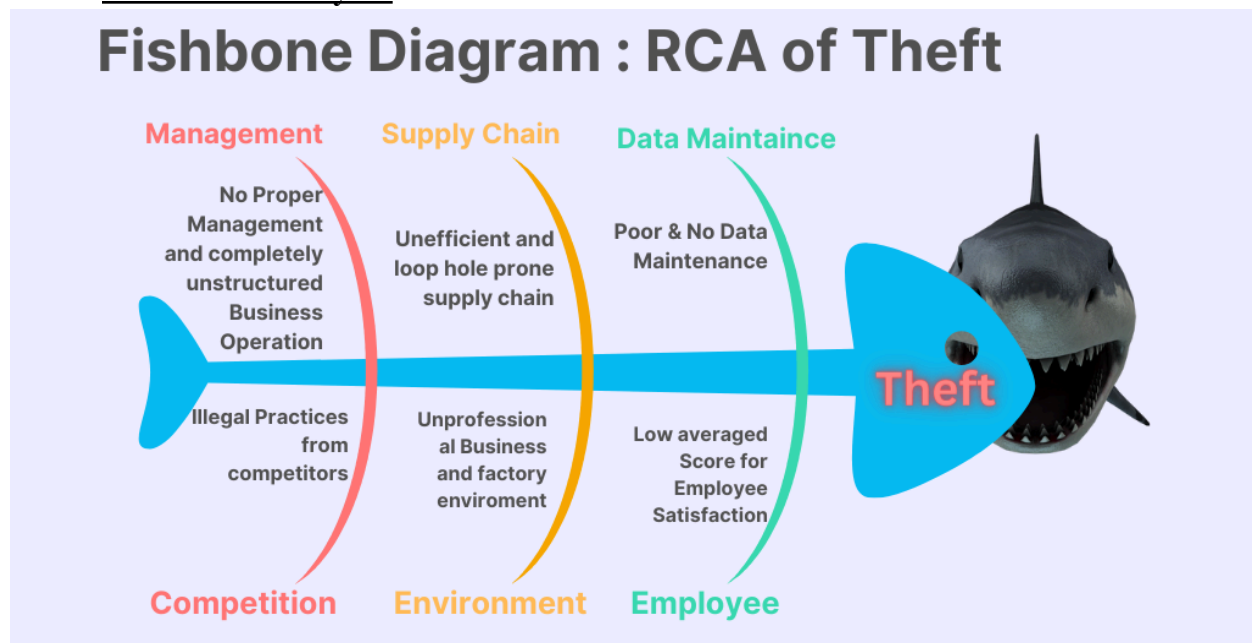 Fishbone Diagram : RCA of Theft
Management
Supply Chain
Data Maintaince
No Proper
Management
and completely
unstructured
Business
Operation
Unefficient and
loop hole prone
supply chain
Poor & No Data
Maintenance
Theft
Illegal Practices
from
competitors
Unprofession
al Business
and factory
enviroment
Low averaged
Score for
Employee
Satisfaction
Competition
Environment
Employee